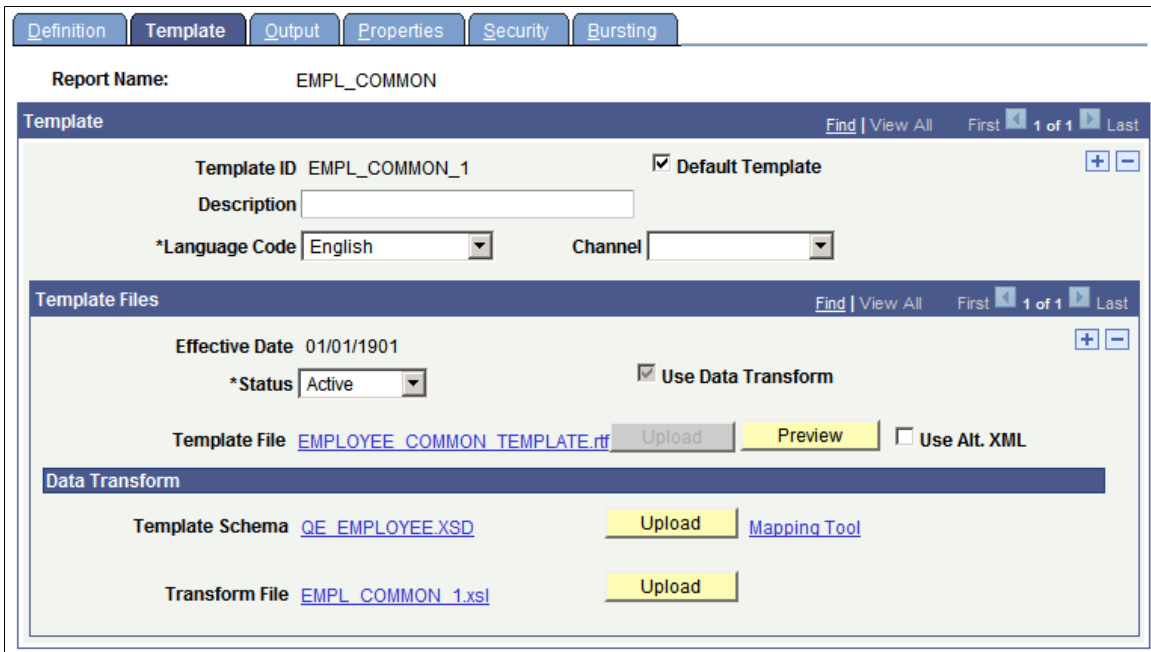 Definition Template Output Properties Security Bursting
Report Name: EMPL_COMMON
Template Find | View All First 1 of 1 Last
Template ID EMPL_COMMON_1 Default Template
Description
*Language Code English Channel
Template Files Find | View All First 1 of 1 Last
Effective Date 01/01/1901
*Status Active Use Data Transform
Template File EMPLOYEE_COMMON_TEMPLATE.rtf Upload Preview Use Alt. XML
Data Transform
Template Schema QE_EMPLOYEE.XSD Upload Mapping Tool
Transform File EMPL_COMMON_1.xsl Upload